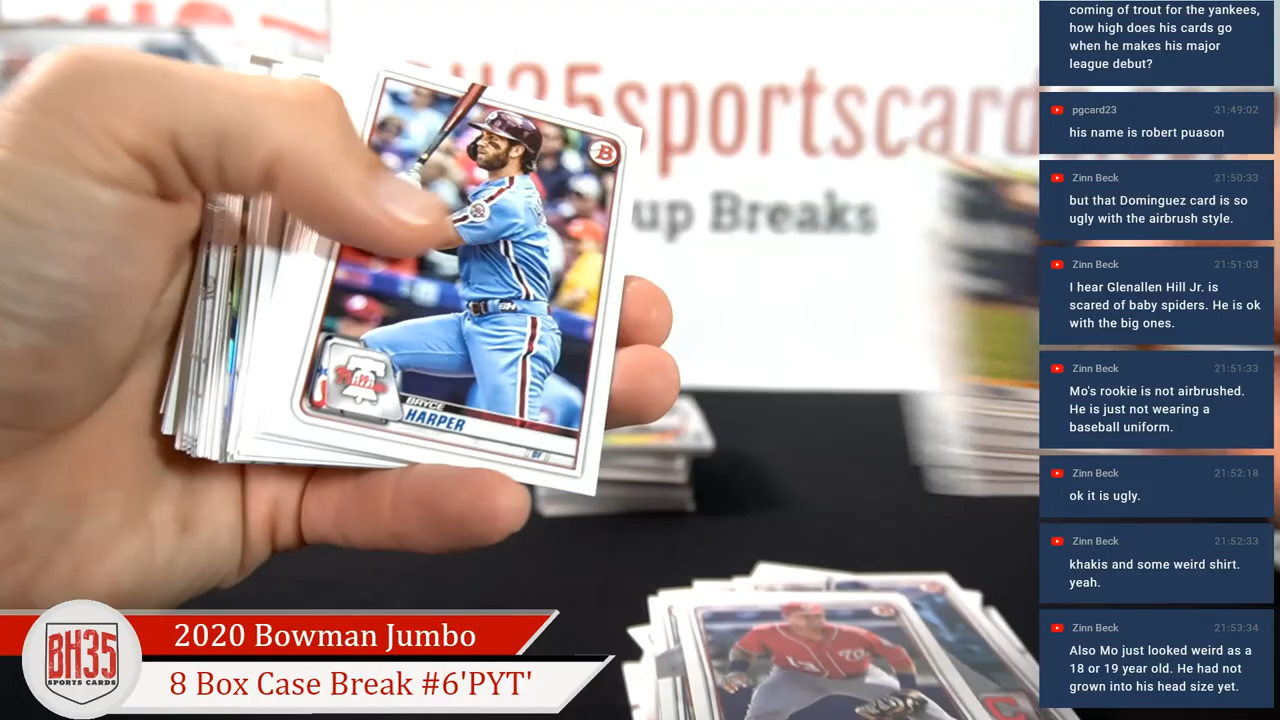 BH35sportscard
up Breaks
B
Phillies
BRYCE
HARPER
OF
BH35
SPORTS CARDS
2020 Bowman Jumbo
8 Box Case Break #6'PYT'
coming of trout for the yankees,
how high does his cards go
when he makes his major
league debut?
pgcard23 21:49:02
his name is robert puason
Zinn Beck 21:50:33
but that Dominguez card is so
ugly with the airbrush style.
Zinn Beck 21:51:03
I hear Glenallen Hill Jr. is
scared of baby spiders. He is ok
with the big ones.
Zinn Beck 21:51:33
Mo's rookie is not airbrushed.
He is just not wearing a
baseball uniform.
Zinn Beck 21:52:18
ok it is ugly.
Zinn Beck 21:52:33
khakis and some weird shirt.
yeah.
Zinn Beck 21:53:34
Also Mo just looked weird as a
18 or 19 year old. He had not
grown into his head size yet.